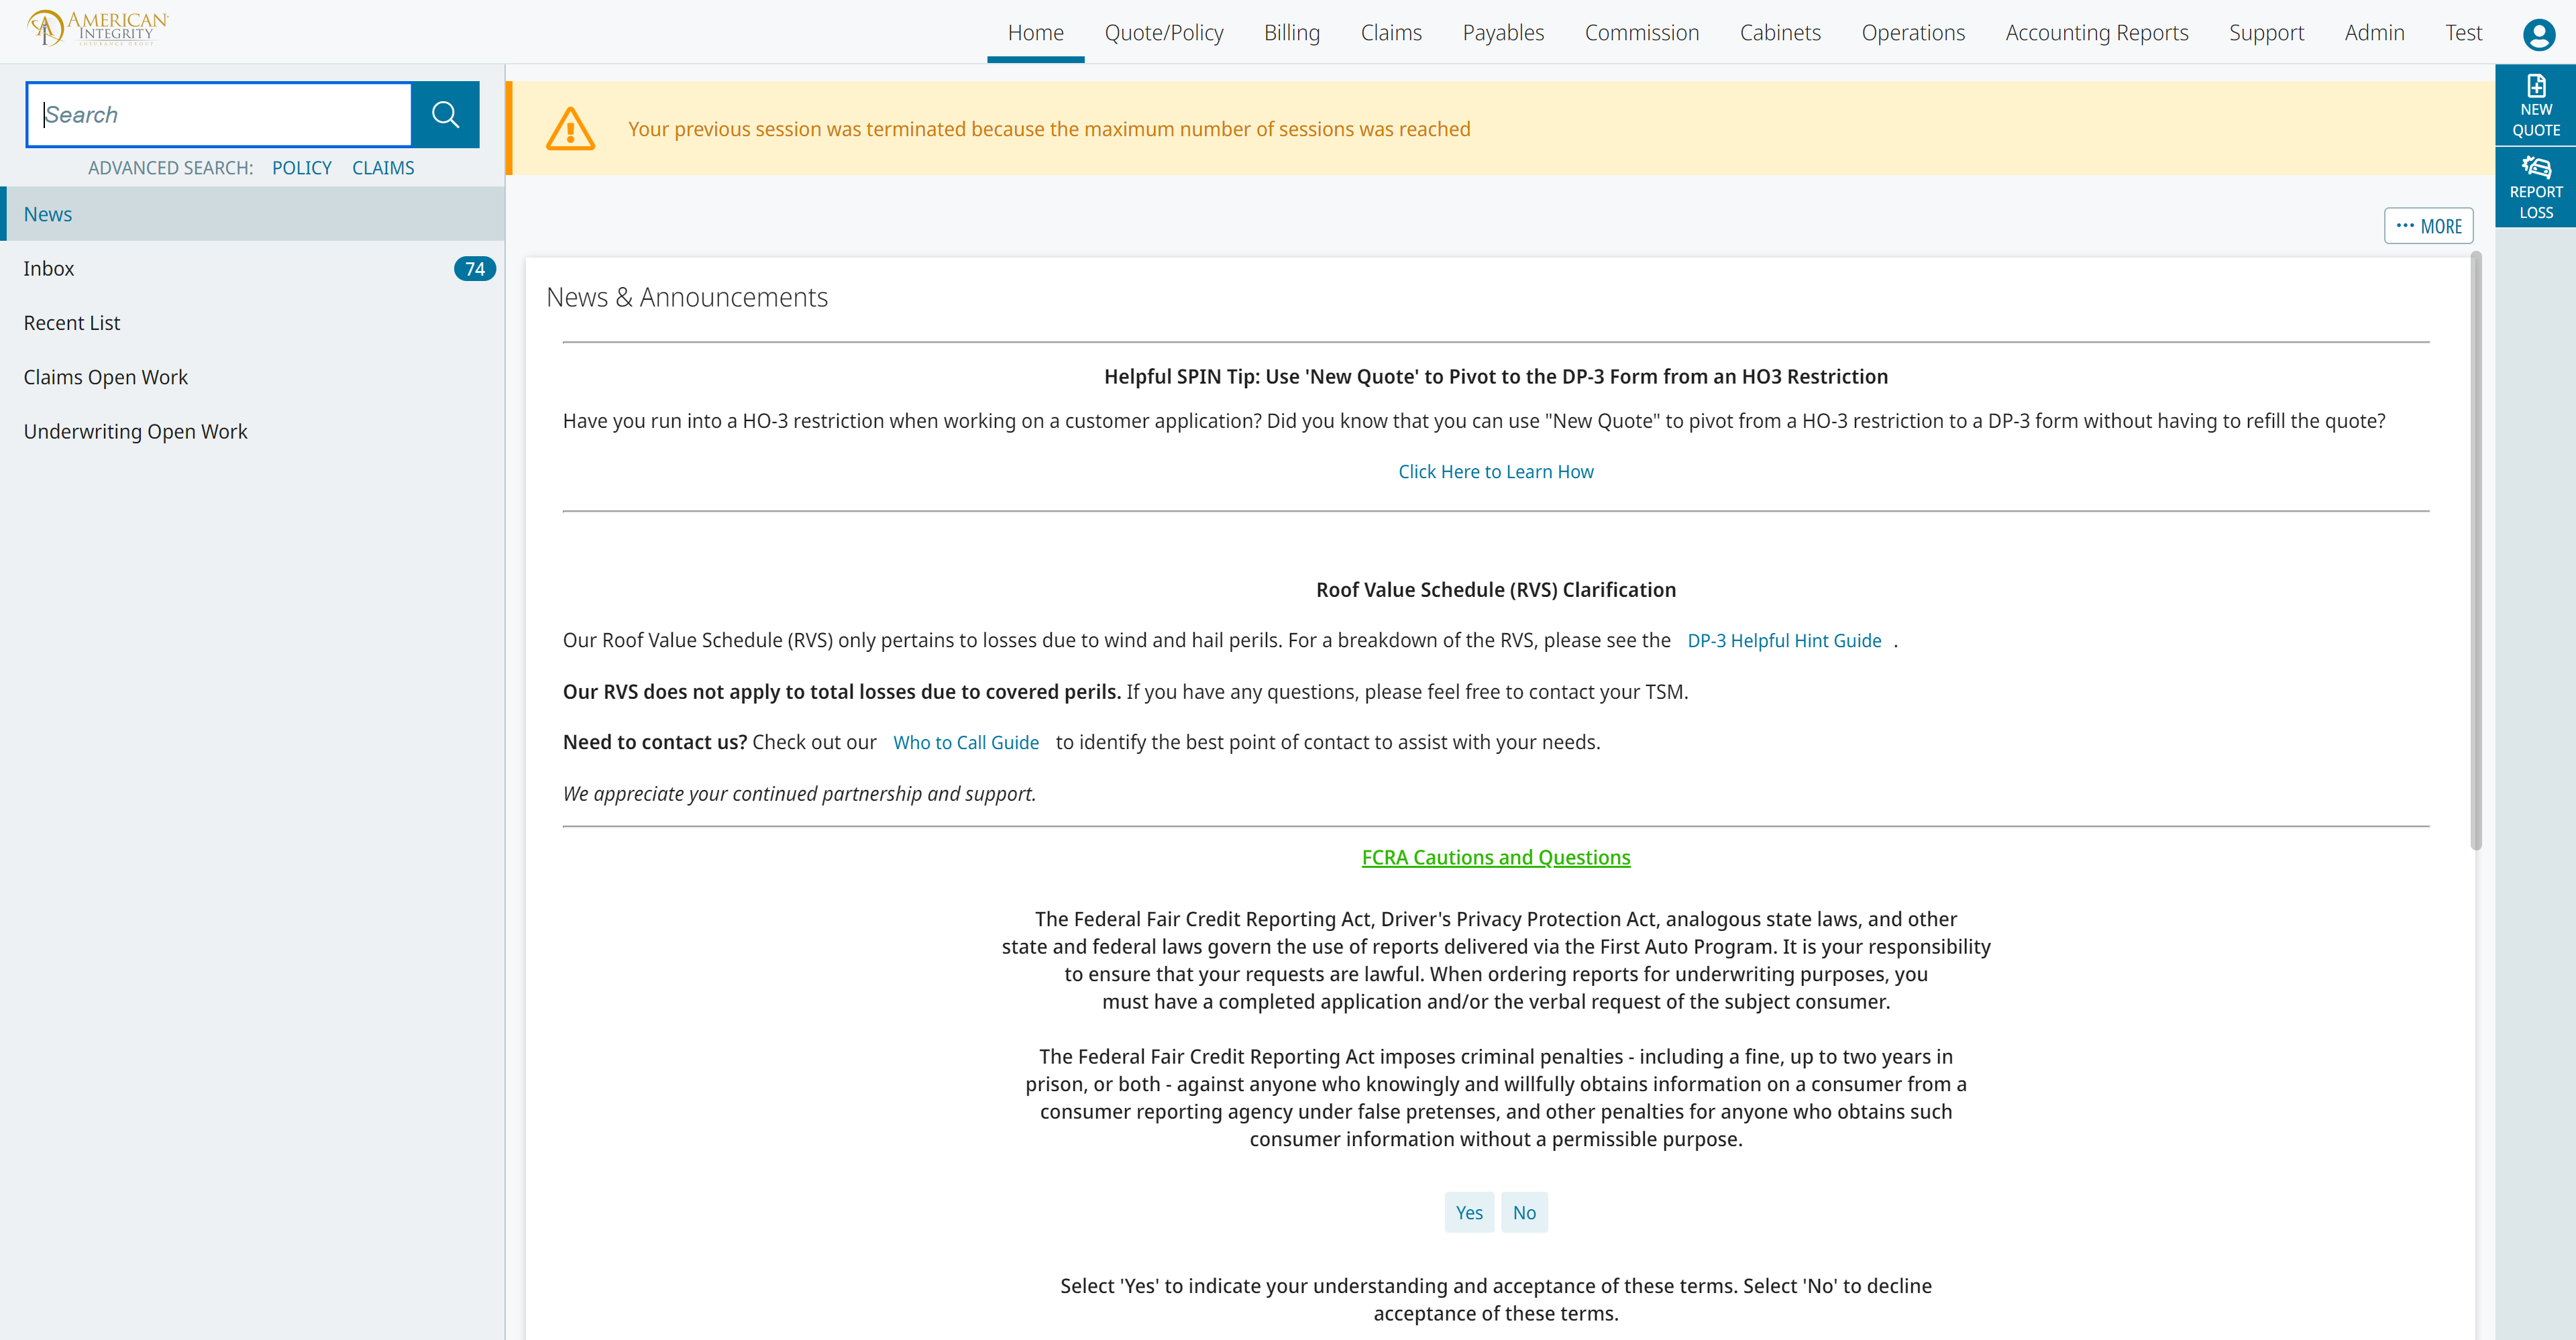 AMERICAN
INTEGRITY
INSURANCE GROUP
Home
Quote/Policy
Billing
Claims
Payables
Commission
Cabinets
Operations
Accounting Reports
Support
Admin
Test
Search
ADVANCED SEARCH: POLICY CLAIMS
News
Inbox
74
Recent List
Claims Open Work
Underwriting Open Work
Your previous session was terminated because the maximum number of sessions was reached
NEW
QUOTE
REPORT
LOSS
··· MORE
News & Announcements
Helpful SPIN Tip: Use 'New Quote' to Pivot to the DP-3 Form from an HO3 Restriction
Have you run into a HO-3 restriction when working on a customer application? Did you know that you can use "New Quote" to pivot from a HO-3 restriction to a DP-3 form without having to refill the quote?
Click Here to Learn How
Roof Value Schedule (RVS) Clarification
Our Roof Value Schedule (RVS) only pertains to losses due to wind and hail perils. For a breakdown of the RVS, please see the DP-3 Helpful Hint Guide .
Our RVS does not apply to total losses due to covered perils. If you have any questions, please feel free to contact your TSM.
Need to contact us? Check out our Who to Call Guide to identify the best point of contact to assist with your needs.
We appreciate your continued partnership and support.
FCRA Cautions and Questions
The Federal Fair Credit Reporting Act, Driver's Privacy Protection Act, analogous state laws, and other
state and federal laws govern the use of reports delivered via the First Auto Program. It is your responsibility
to ensure that your requests are lawful. When ordering reports for underwriting purposes, you
must have a completed application and/or the verbal request of the subject consumer.
The Federal Fair Credit Reporting Act imposes criminal penalties - including a fine, up to two years in
prison, or both - against anyone who knowingly and willfully obtains information on a consumer from a
consumer reporting agency under false pretenses, and other penalties for anyone who obtains such
consumer information without a permissible purpose.
Yes
No
Select 'Yes' to indicate your understanding and acceptance of these terms. Select 'No' to decline
acceptance of these terms.